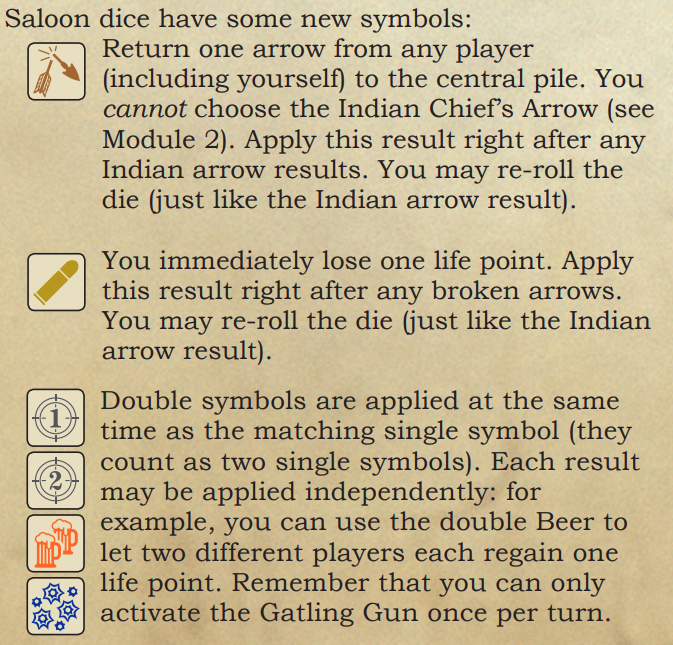 Saloon dice have some new symbols:
Return one arrow from any player
(including yourself) to the central pile. You
cannot choose the Indian Chief's Arrow (see
Module 2). Apply this result right after any
Indian arrow results. You may re-roll the
die (just like the Indian arrow result).
You immediately lose one life point. Apply
this result right after any broken arrows.
You may re-roll the die (just like the Indian
arrow result).
1
2
Double symbols are applied at the same
time as the matching single symbol (they
count as two single symbols). Each result
may be applied independently: for
example, you can use the double Beer to
let two different players each regain one
life point. Remember that you can only
activate the Gatling Gun once per turn.